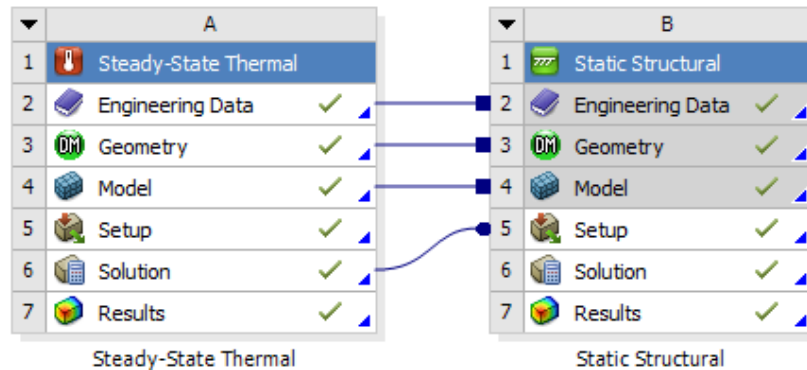 A
1 Steady-State Thermal
2 Engineering Data
3 DM Geometry
4 Model
5 Setup
6 Solution
7 Results
Steady-State Thermal
B
1 Static Structural
2 Engineering Data
3 DM Geometry
4 Model
5 Setup
6 Solution
7 Results
Static Structural